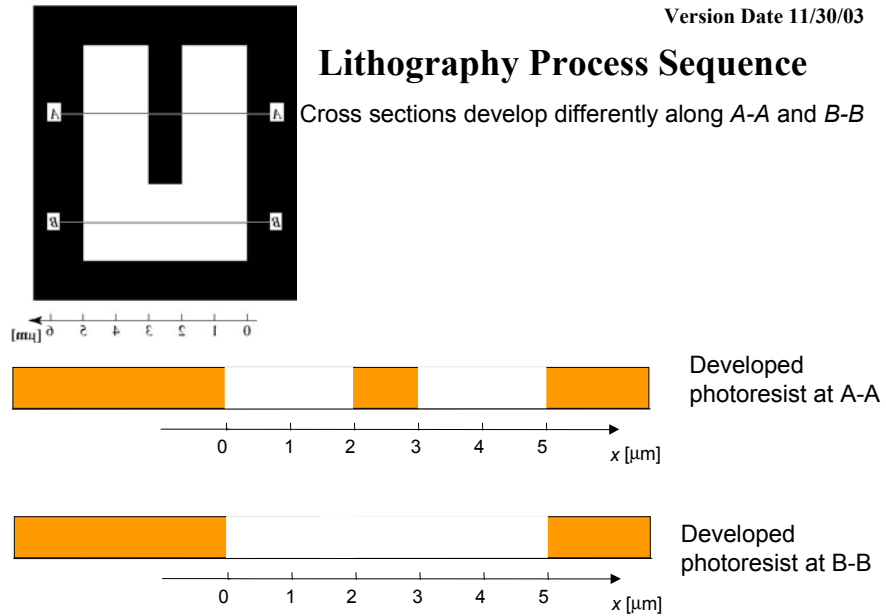 Version Date 11/30/03
Lithography Process Sequence
Cross sections develop differently along A-A and B-B
A A
B B
[μm] 6 5 4 3 2 1 0
Developed
photoresist at A-A
0 1 2 3 4 5 x [μm]
Developed
photoresist at B-B
0 1 2 3 4 5 x [μm]